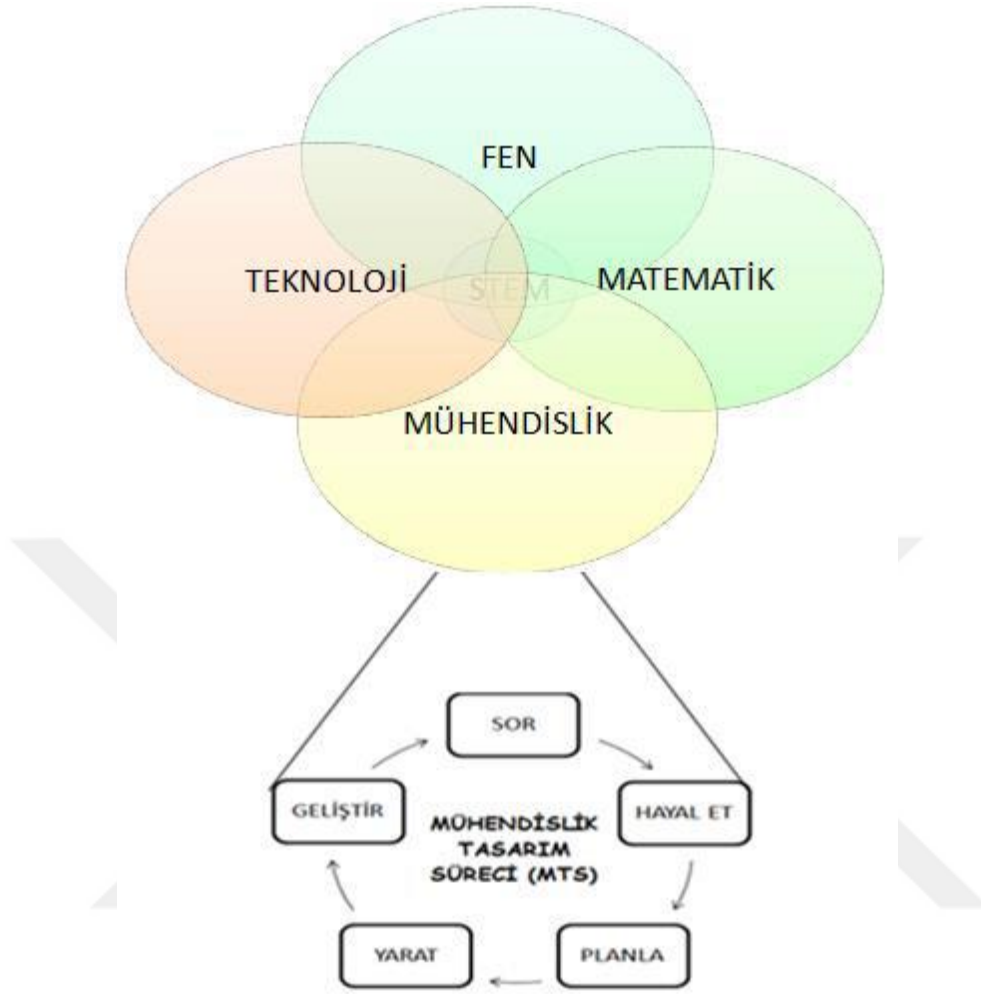 FEN
TEKNOLOJİ
STEM
MATEMATİK
MÜHENDİSLİK
SOR
GELİŞTİR
HAYAL ET
MÜHENDİSLİK
TASARIM
SÜRECİ (MTS)
YARAT
PLANLA